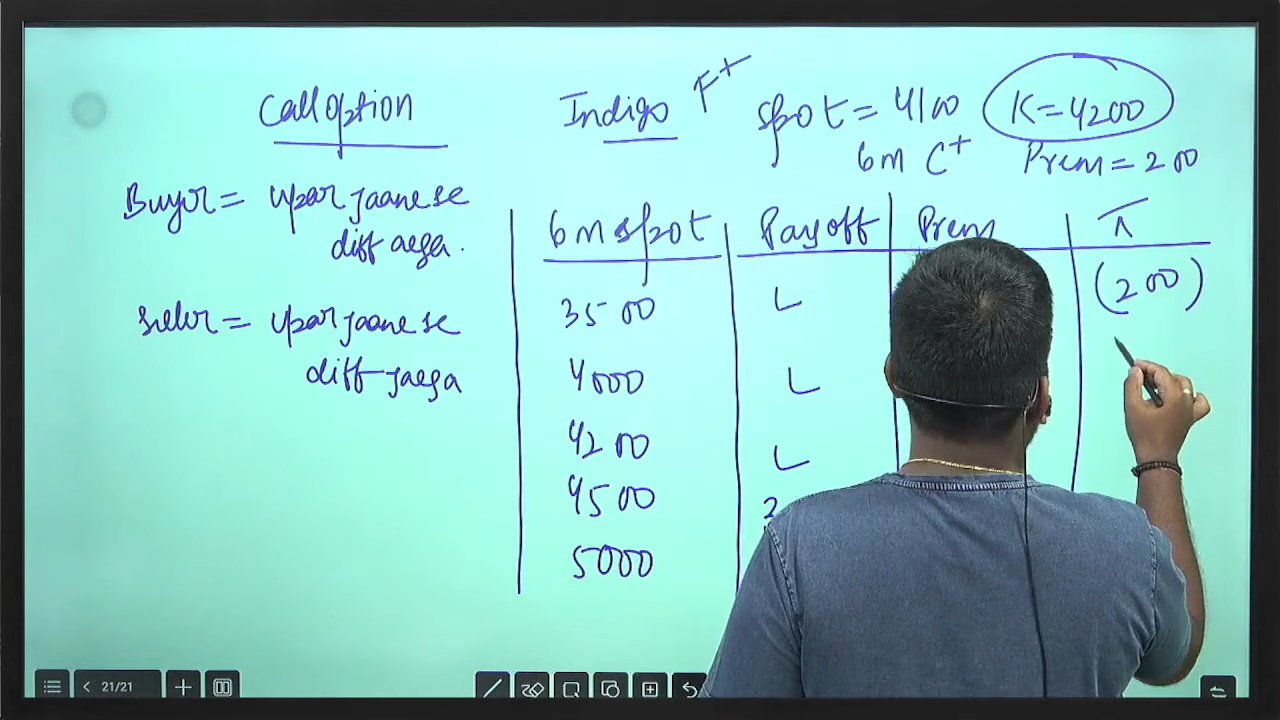 Call Option
Indigo F+ spot = 4100 K=4200
6m C+ Prem = 200
Buyer = upar jaane se
diff aega.
seller = upar jaane se
diff jaega
6m spot Payoff Prem π
3500 L (200)
4000 L
4200 L
4500
5000
21/21